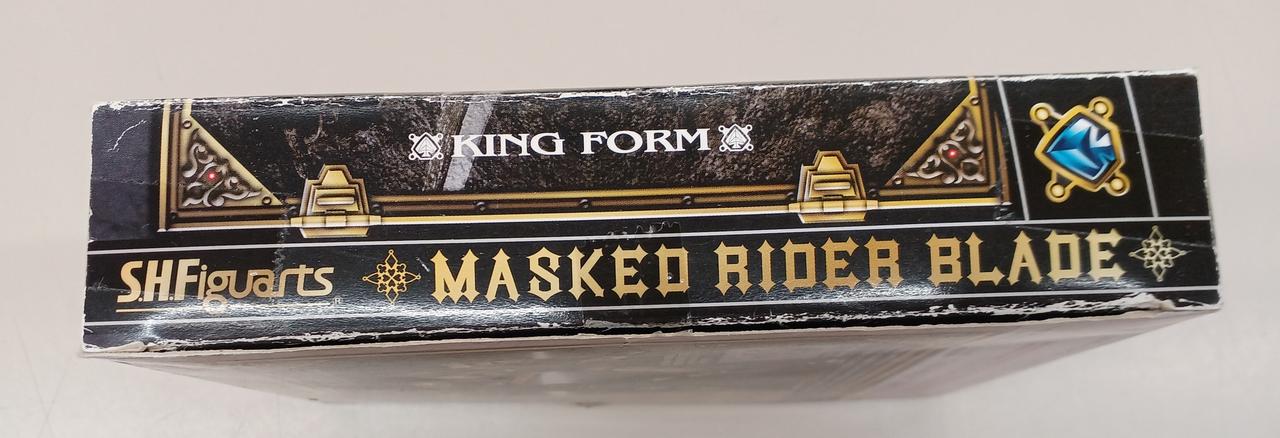 KING FORM
S.H.Figuarts®
MASKED RIDER BLADE